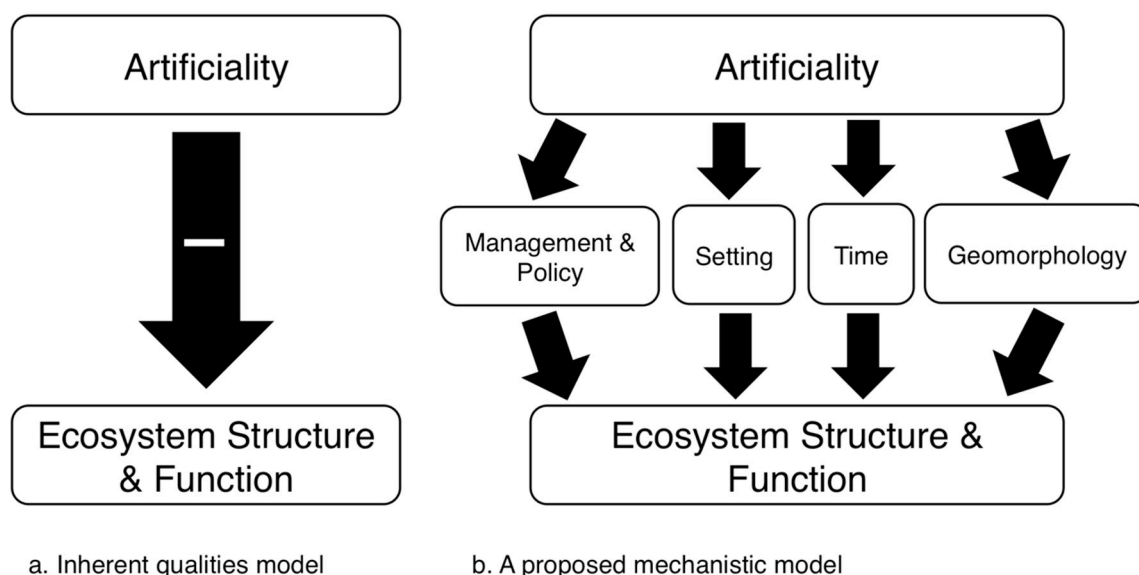 Artificiality
Ecosystem Structure
& Function
a. Inherent qualities model
Artificiality
Management &
Policy
Setting
Time
Geomorphology
Ecosystem Structure &
Function
b. A proposed mechanistic model